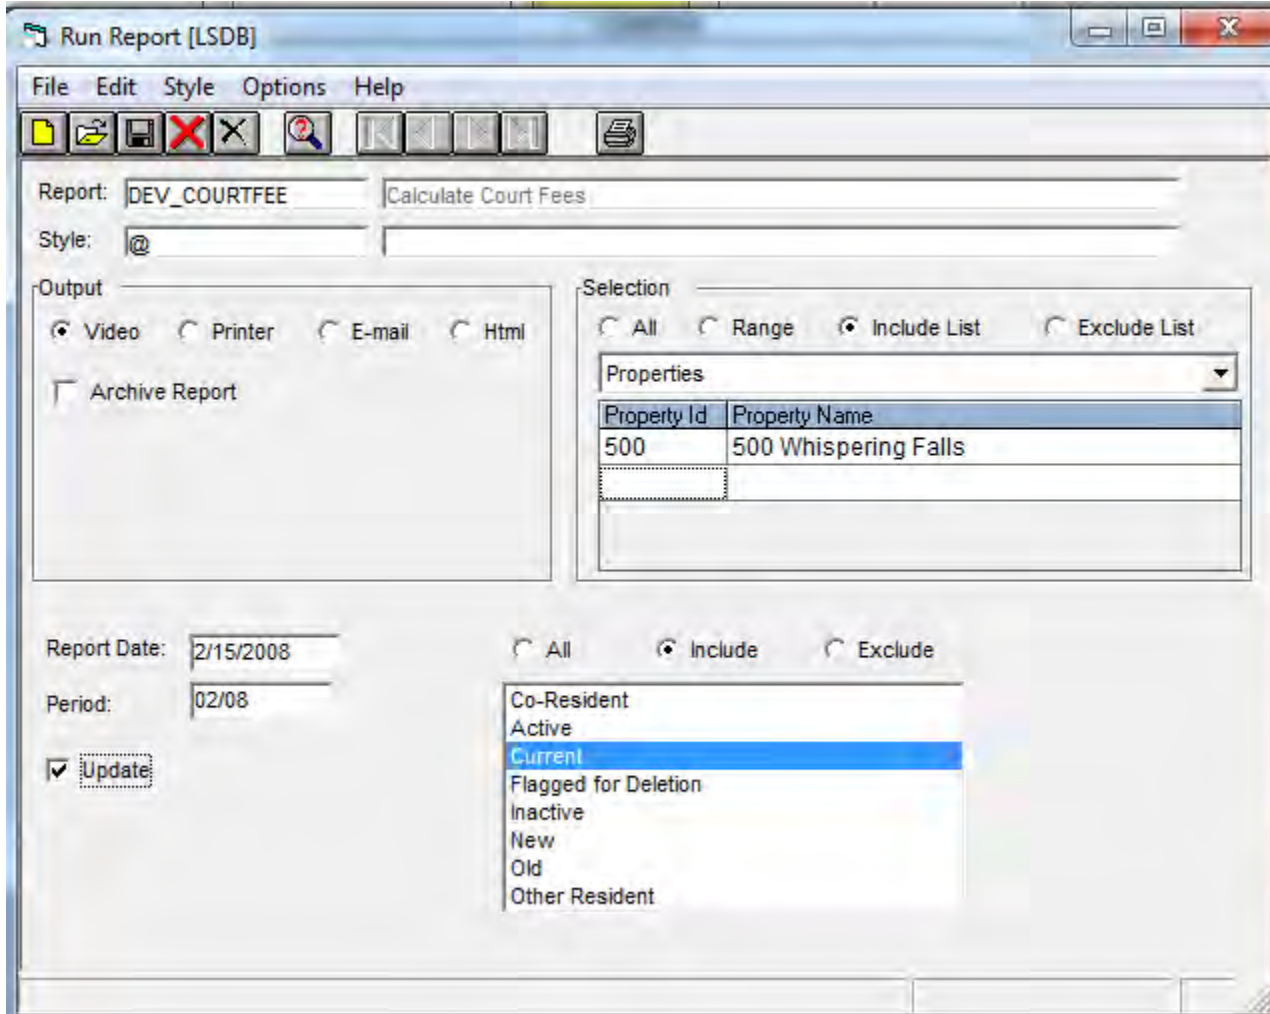 Run Report [LSDB]
File Edit Style Options Help
Report: DEV_COURTFEE Calculate Court Fees
Style: @
Output
Video Printer E-mail Html
Archive Report
Selection
All Range Include List Exclude List
Properties
Property Id Property Name
500 500 Whispering Falls
Report Date: 2/15/2008
Period: 02/08
Update
All Include Exclude
Co-Resident
Active
Current
Flagged for Deletion
Inactive
New
Old
Other Resident